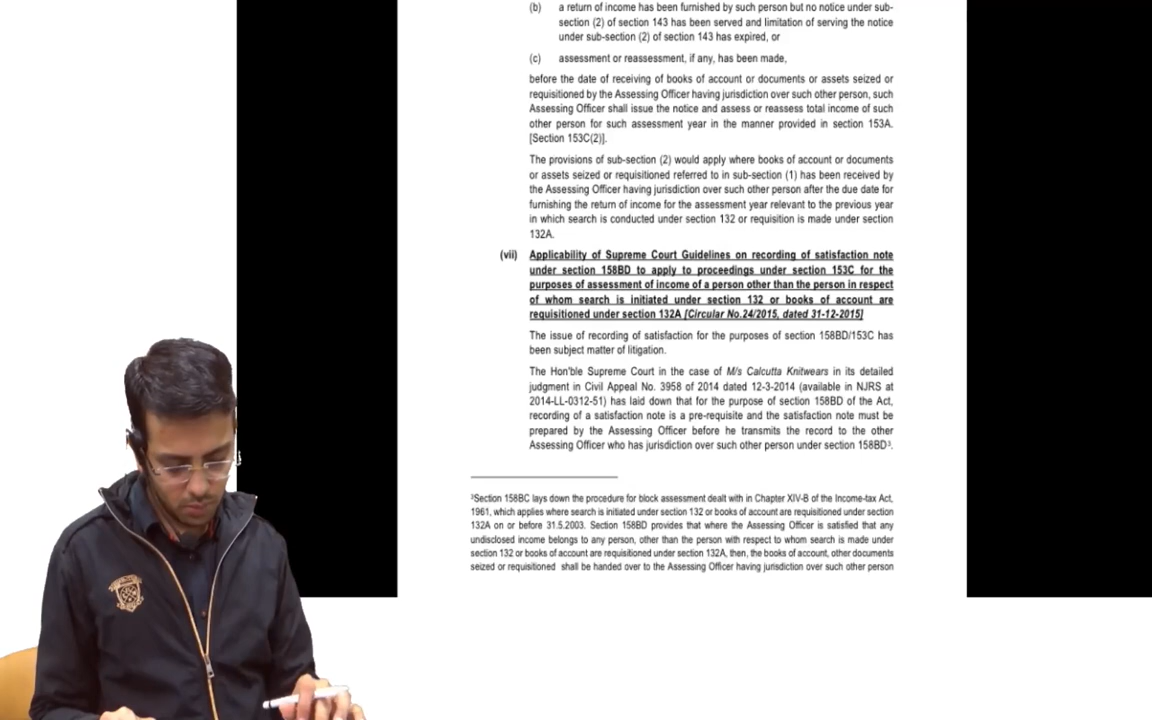 (b) a return of income has been furnished by such person but no notice under sub-
section (2) of section 143 has been served and limitation of serving the notice
under sub-section (2) of section 143 has expired, or
(c) assessment or reassessment, if any, has been made,
before the date of receiving of books of account or documents or assets seized or
requisitioned by the Assessing Officer having jurisdiction over such other person, such
Assessing Officer shall issue the notice and assess or reassess total income of such
other person for such assessment year in the manner provided in section 153A.
[Section 153C(2)].
The provisions of sub-section (2) would apply where books of account or documents
or assets seized or requisitioned referred to in sub-section (1) has been received by
the Assessing Officer having jurisdiction over such other person after the due date for
furnishing the return of income for the assessment year relevant to the previous year
in which search is conducted under section 132 or requisition is made under section
132A.
(vii) Applicability of Supreme Court Guidelines on recording of satisfaction note
under section 158BD to apply to proceedings under section 153C for the
purposes of assessment of income of a person other than the person in respect
of whom search is initiated under section 132 or books of account are
requisitioned under section 132A [Circular No.24/2015, dated 31-12-2015]
The issue of recording of satisfaction for the purposes of section 158BD/153C has
been subject matter of litigation.
The Hon'ble Supreme Court in the case of M/s Calcutta Knitwears in its detailed
judgment in Civil Appeal No. 3958 of 2014 dated 12-3-2014 (available in NJRS at
2014-LL-0312-51) has laid down that for the purpose of section 158BD of the Act,
recording of a satisfaction note is a pre-requisite and the satisfaction note must be
prepared by the Assessing Officer before he transmits the record to the other
Assessing Officer who has jurisdiction over such other person under section 158BD³.
³Section 158BC lays down the procedure for block assessment dealt with in Chapter XIV-B of the Income-tax Act,
1961, which applies where search is initiated under section 132 or books of account are requisitioned under section
132A on or before 31.5.2003. Section 158BD provides that where the Assessing Officer is satisfied that any
undisclosed income belongs to any person, other than the person with respect to whom search is made under
section 132 or books of account are requisitioned under section 132A, then, the books of account, other documents
seized or requisitioned shall be handed over to the Assessing Officer having jurisdiction over such other person